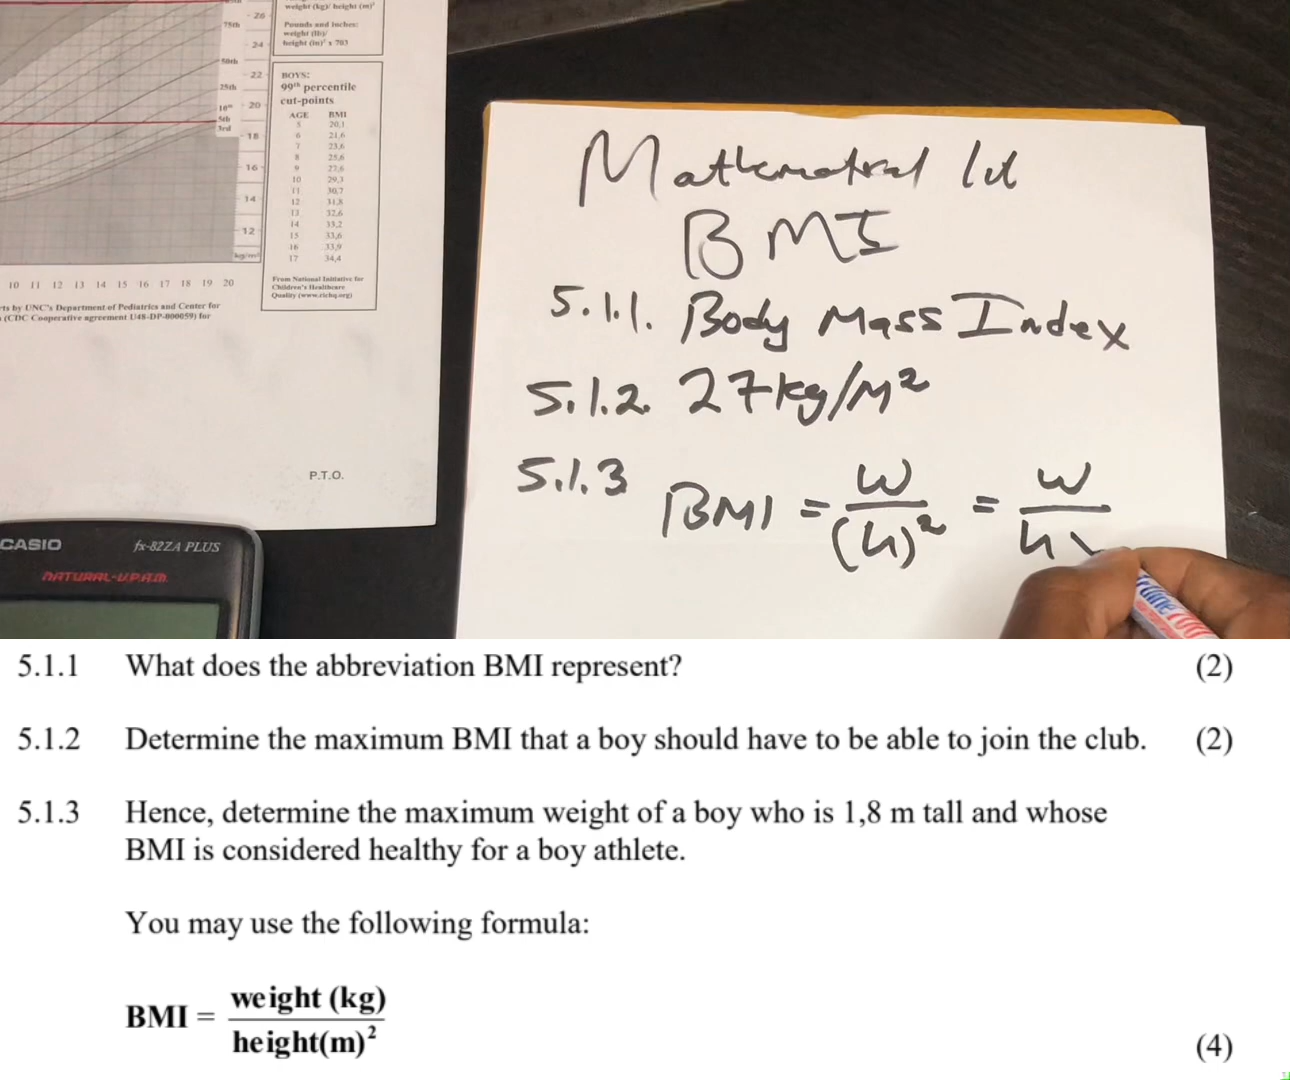 weight (kg)/ height (m)²
Pounds and Inches:
weight (lb)/
height (in)² x 703
75th
50th
25th
10th
5th
3rd
26
24
22
20
18
16
14
12
kg/m²
BOYS:
99th percentile
cut-points
AGE BMI
5 20,1
6 21,6
7 23,6
8 25,6
9 27,6
10 29,3
11 30,7
12 31,8
13 32,6
14 33,2
15 33,6
16 33,9
17 34,4
From National Initiative for
Children's Healthcare
Quality (www.nichq.org)
10 11 12 13 14 15 16 17 18 19 20
rts by UNC's Department of Pediatrics and Center for
(CDC Cooperative agreement U48-DP-000059) for
P.T.O.
CASIO fx-82ZA PLUS
NATURAL-V.P.A.M.
Mathematical lit
BMI
5.1.1. Body Mass Index
5.1.2. 27kg/m²
5.1.3 BMI = w/(h)² = w/h
5.1.1 What does the abbreviation BMI represent? (2)
5.1.2 Determine the maximum BMI that a boy should have to be able to join the club. (2)
5.1.3 Hence, determine the maximum weight of a boy who is 1,8 m tall and whose
BMI is considered healthy for a boy athlete.
You may use the following formula:
BMI = weight (kg)/height(m)²
(4)